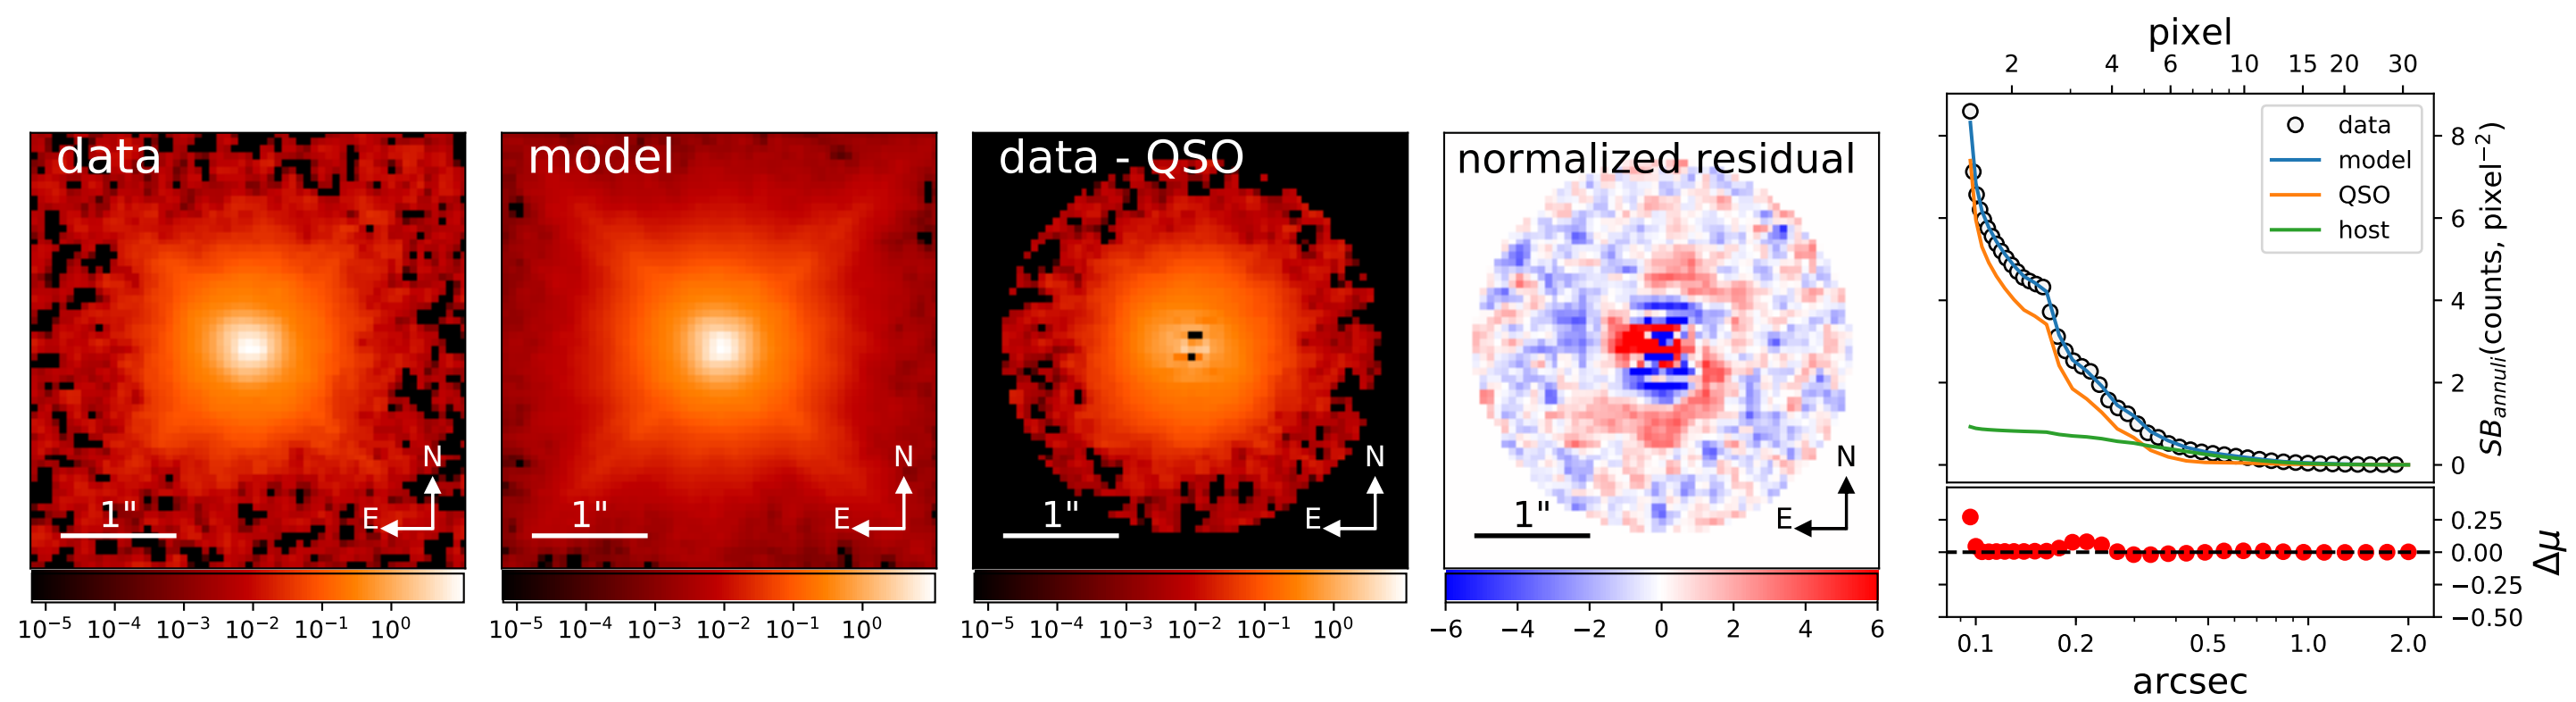 data
N
E
1"
10⁻⁵ 10⁻⁴ 10⁻³ 10⁻² 10⁻¹ 10⁰
model
N
E
1"
10⁻⁵ 10⁻⁴ 10⁻³ 10⁻² 10⁻¹ 10⁰
data - QSO
N
E
1"
10⁻⁵ 10⁻⁴ 10⁻³ 10⁻² 10⁻¹ 10⁰
normalized residual
N
E
1"
−6 −4 −2 0 2 4 6
pixel
2 4 6 10 15 20 30
data
model
QSO
host
8
6
4
2
0
SB_annuli(counts, pixel⁻²)
0.25
0.00
−0.25
−0.50
Δμ
0.1 0.2 0.5 1.0 2.0
arcsec